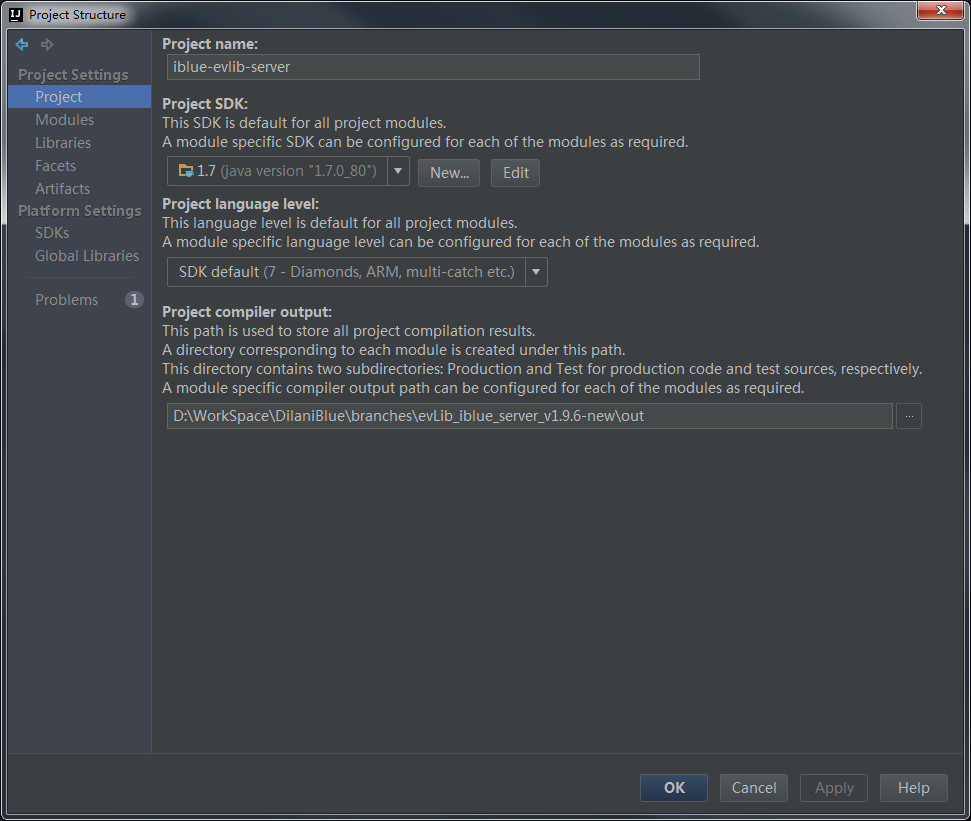 IJ Project Structure
Project Settings
Project
Modules
Libraries
Facets
Artifacts
Platform Settings
SDKs
Global Libraries
Problems 1
Project name:
iblue-evlib-server
Project SDK:
This SDK is default for all project modules.
A module specific SDK can be configured for each of the modules as required.
1.7 (java version "1.7.0_80") New... Edit
Project language level:
This language level is default for all project modules.
A module specific language level can be configured for each of the modules as required.
SDK default (7 - Diamonds, ARM, multi-catch etc.)
Project compiler output:
This path is used to store all project compilation results.
A directory corresponding to each module is created under this path.
This directory contains two subdirectories: Production and Test for production code and test sources, respectively.
A module specific compiler output path can be configured for each of the modules as required.
D:\WorkSpace\DilaniBlue\branches\evLib_iblue_server_v1.9.6-new\out ...
OK Cancel Apply Help